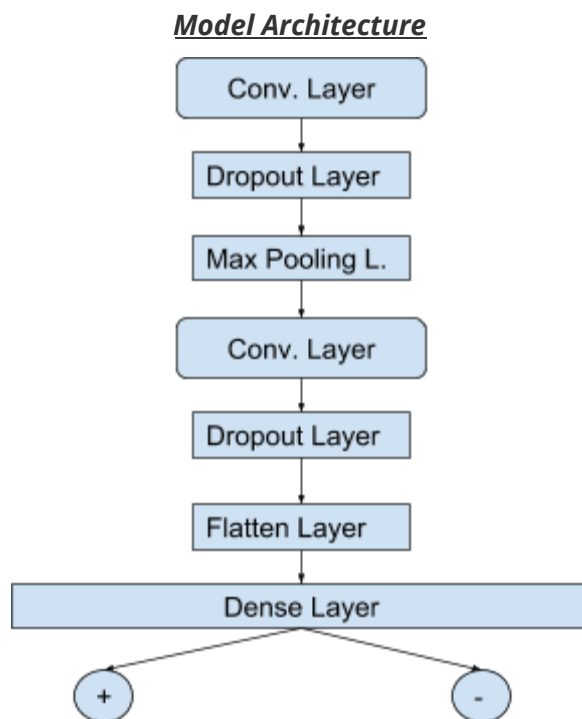 Model Architecture
Conv. Layer
Dropout Layer
Max Pooling L.
Conv. Layer
Dropout Layer
Flatten Layer
Dense Layer
+
-